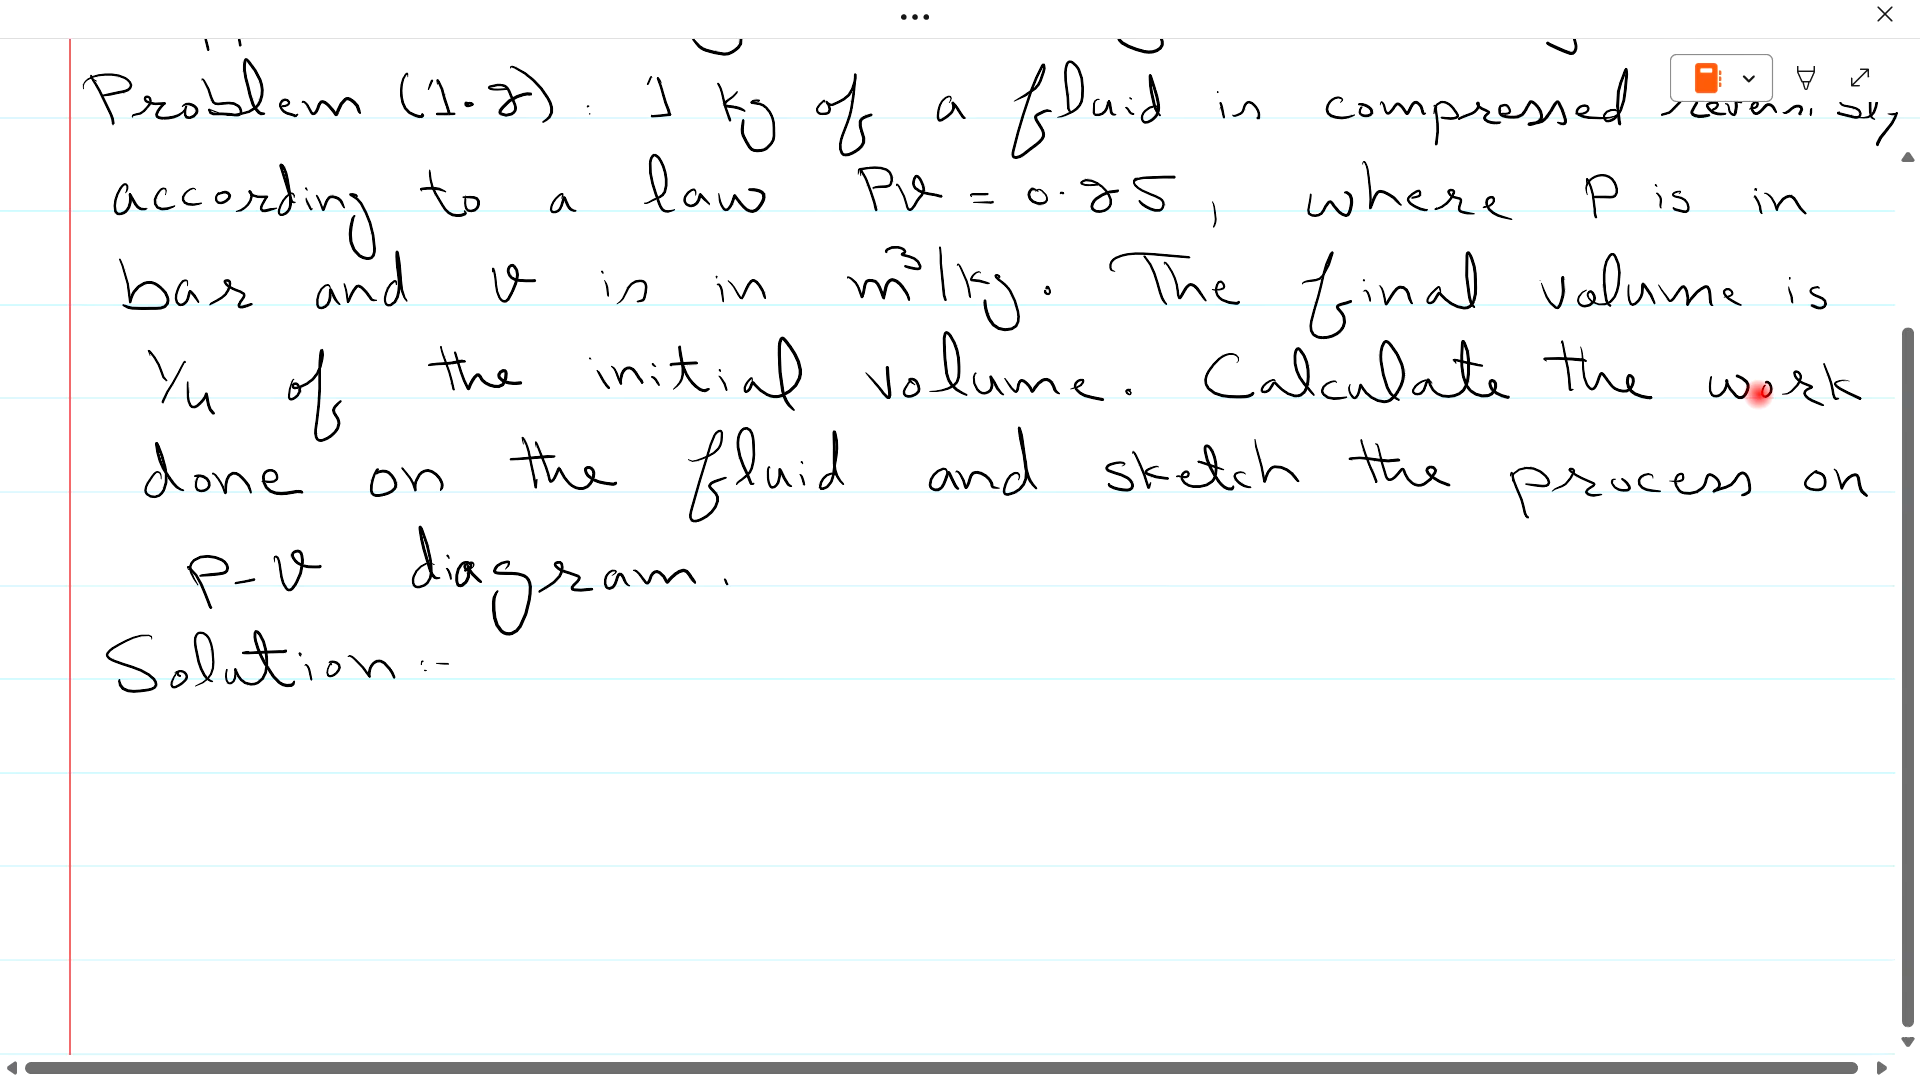 Problem (1.2): 1 kg of a fluid is compressed
according to a law Pv = 0.25, where P is in
bar and v is in m³/kg. The final volume is
1/4 of the initial volume. Calculate the work
done on the fluid and sketch the process on
P-v diagram.
Solution :-